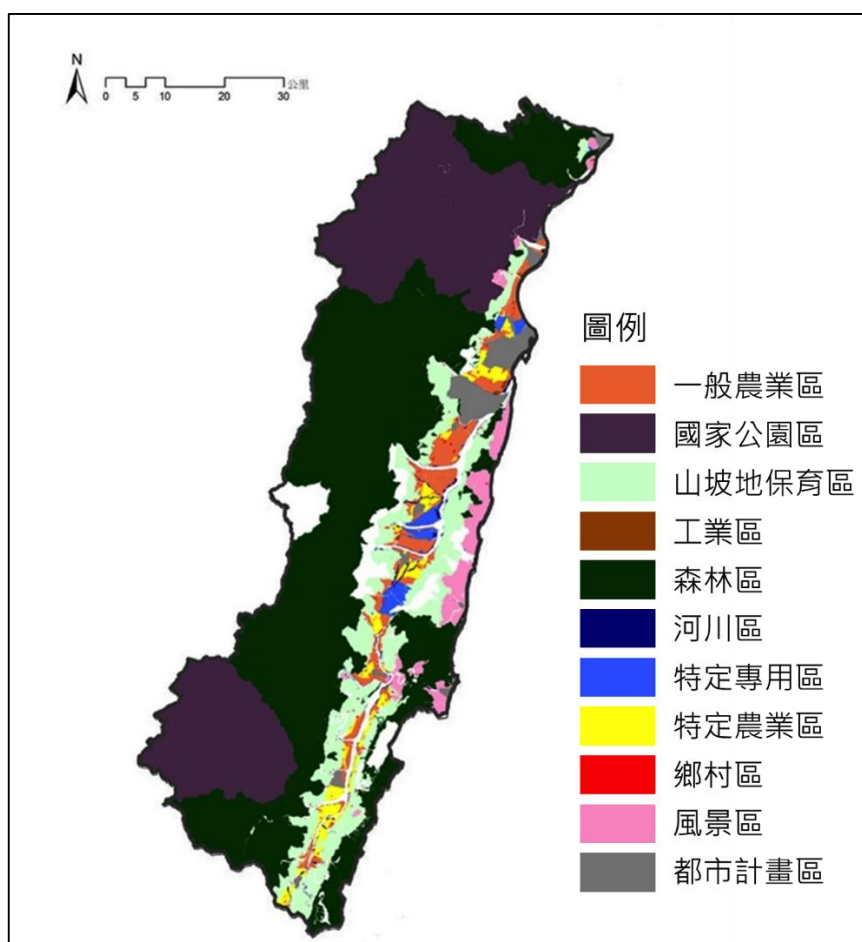 N
0 5 10 20 30 公里
圖例
一般農業區
國家公園區
山坡地保育區
工業區
森林區
河川區
特定專用區
特定農業區
鄉村區
風景區
都市計畫區